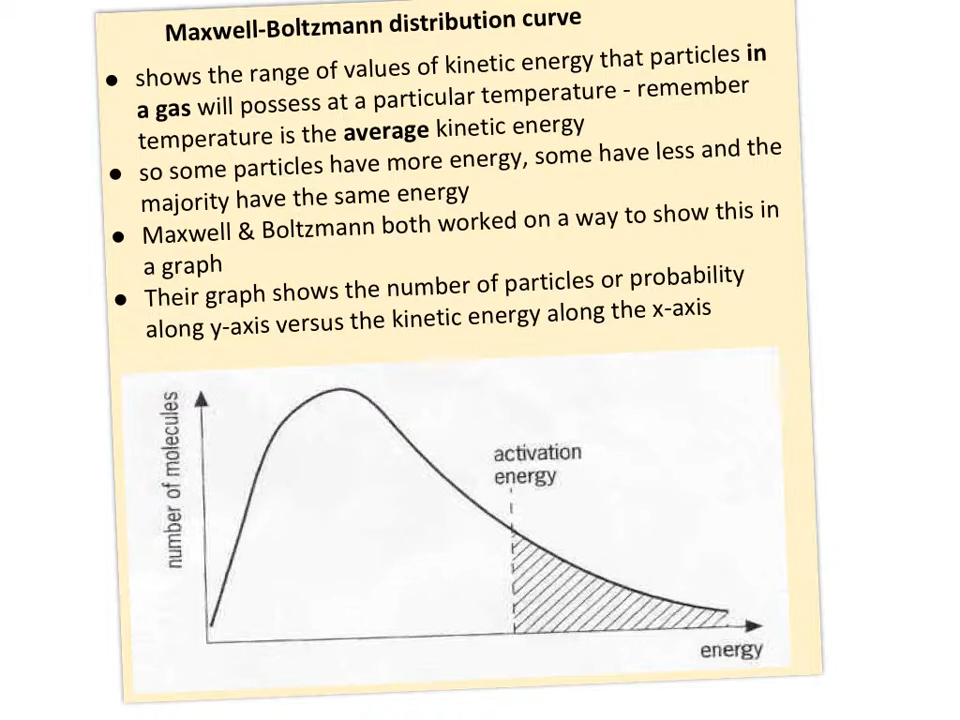 Maxwell-Boltzmann distribution curve
● shows the range of values of kinetic energy that particles in
a gas will possess at a particular temperature - remember
temperature is the average kinetic energy
● so some particles have more energy, some have less and the
majority have the same energy
● Maxwell & Boltzmann both worked on a way to show this in
a graph
● Their graph shows the number of particles or probability
along y-axis versus the kinetic energy along the x-axis
number of molecules
activation
energy
energy